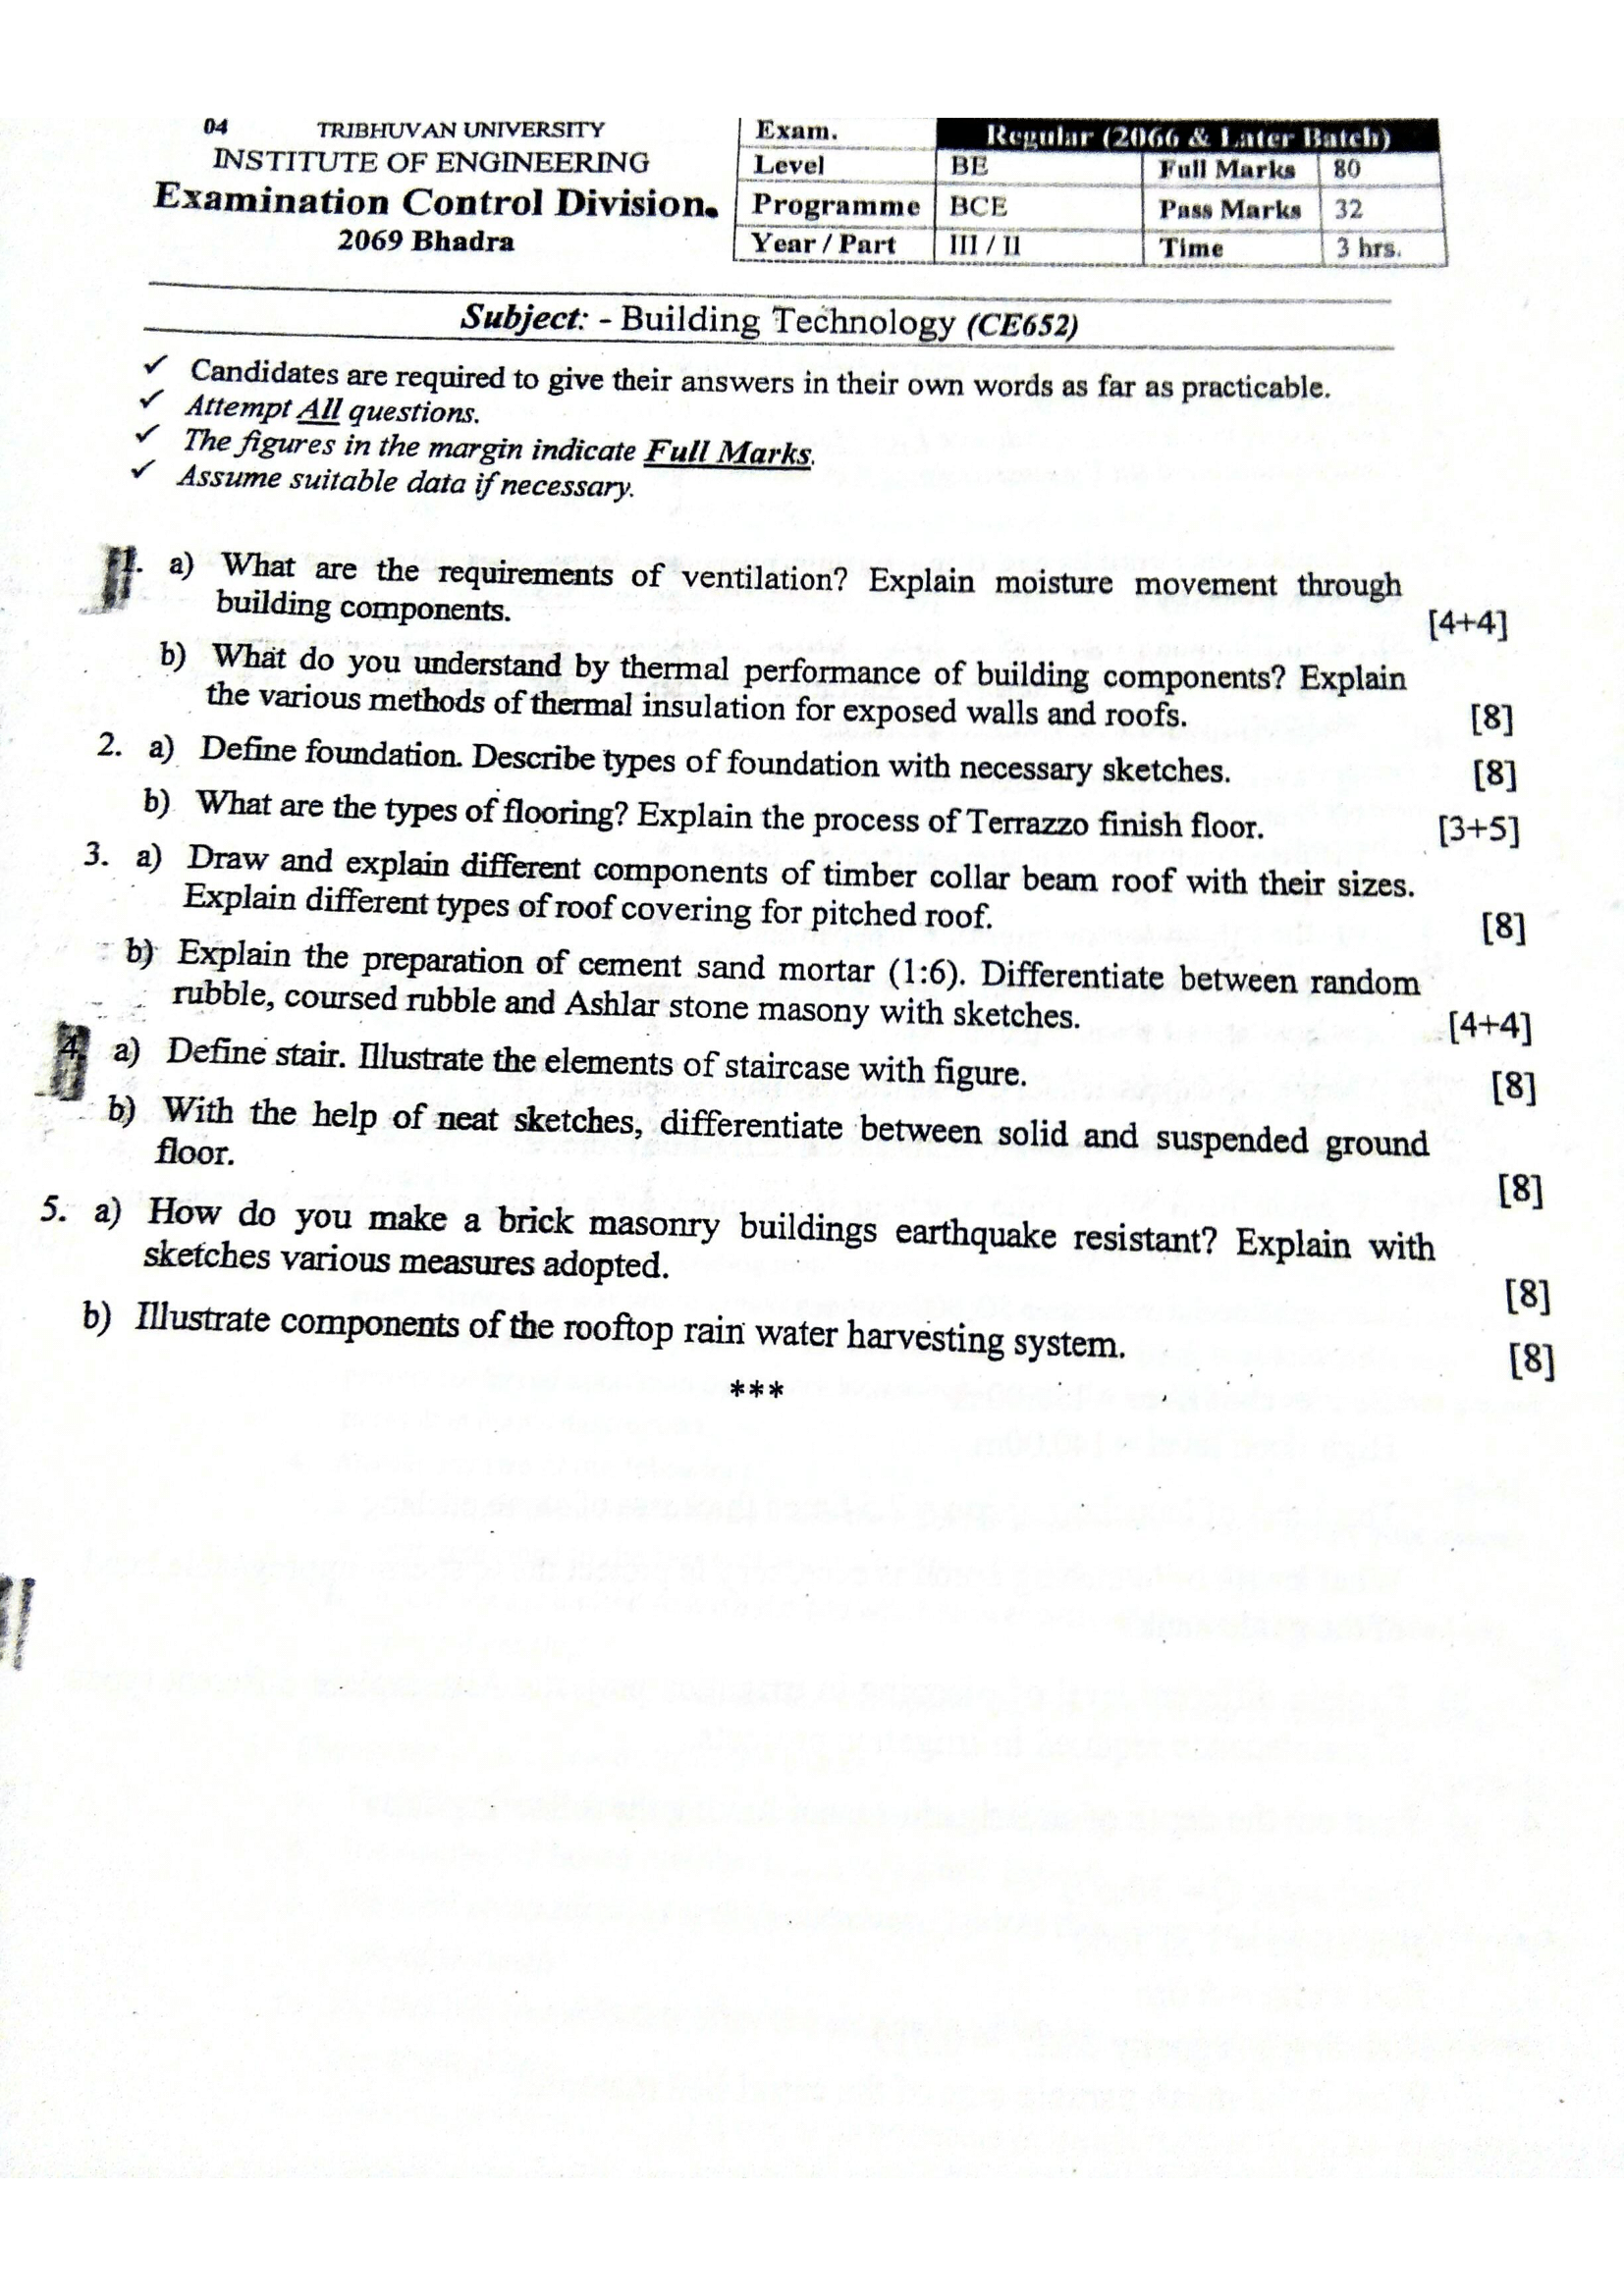 04 TRIBHUVAN UNIVERSITY
INSTITUTE OF ENGINEERING
Examination Control Division.
2069 Bhadra
Exam. Regular (2066 & Later Batch)
Level BE Full Marks 80
Programme BCE Pass Marks 32
Year / Part III / II Time 3 hrs.
Subject: - Building Technology (CE652)
✓ Candidates are required to give their answers in their own words as far as practicable.
✓ Attempt All questions.
✓ The figures in the margin indicate Full Marks.
✓ Assume suitable data if necessary.
1. a) What are the requirements of ventilation? Explain moisture movement through
building components. [4+4]
b) What do you understand by thermal performance of building components? Explain
the various methods of thermal insulation for exposed walls and roofs. [8]
2. a) Define foundation. Describe types of foundation with necessary sketches. [8]
b) What are the types of flooring? Explain the process of Terrazzo finish floor. [3+5]
3. a) Draw and explain different components of timber collar beam roof with their sizes.
Explain different types of roof covering for pitched roof. [8]
b) Explain the preparation of cement sand mortar (1:6). Differentiate between random
rubble, coursed rubble and Ashlar stone masony with sketches. [4+4]
4. a) Define stair. Illustrate the elements of staircase with figure. [8]
b) With the help of neat sketches, differentiate between solid and suspended ground
floor. [8]
5. a) How do you make a brick masonry buildings earthquake resistant? Explain with
sketches various measures adopted. [8]
b) Illustrate components of the rooftop rain water harvesting system. [8]
***